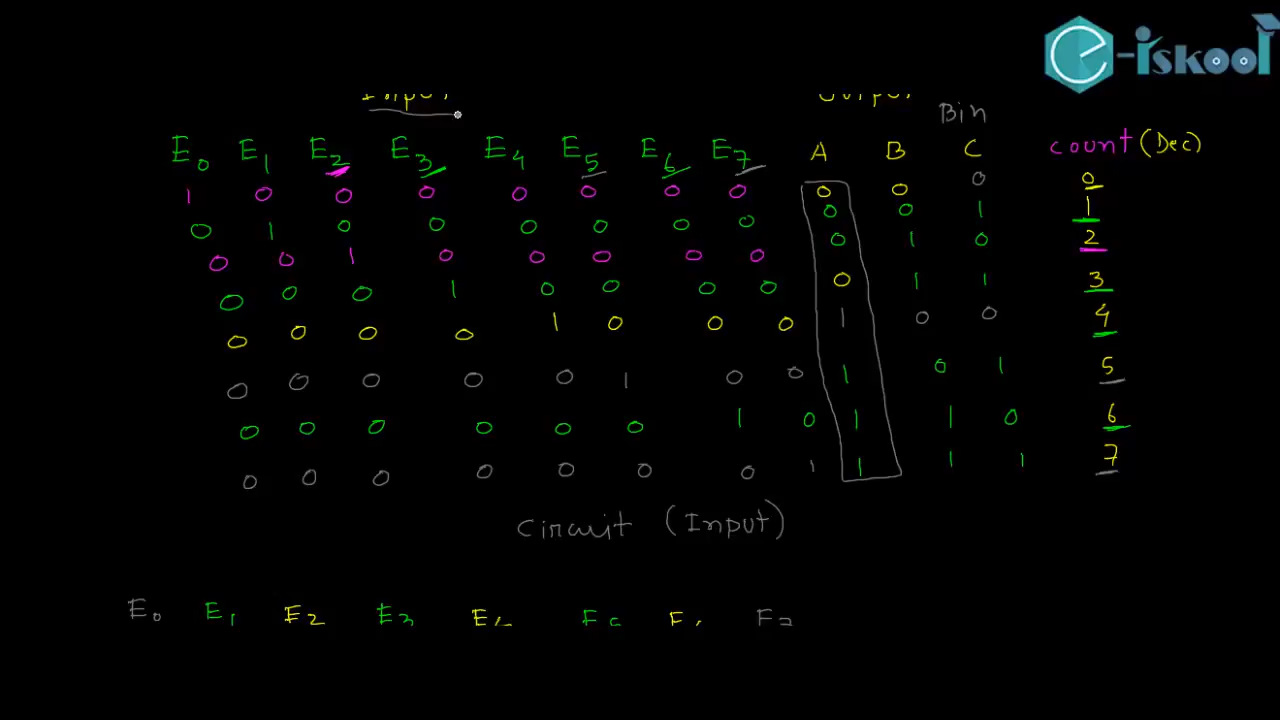 e-iskool
Input Output
Bin
E0 E1 E2 E3 E4 E5 E6 E7 A B C count (Dec)
1 0 0 0 0 0 0 0 0 0 0 0
0 1 0 0 0 0 0 0 0 0 1 1
0 0 1 0 0 0 0 0 0 1 0 2
0 0 0 1 0 0 0 0 0 1 1 3
0 0 0 0 1 0 0 0 1 0 0 4
0 0 0 0 0 1 0 0 1 0 1 5
0 0 0 0 0 0 1 0 1 1 0 6
0 0 0 0 0 0 0 1 1 1 1 7
Circuit (Input)
E0 E1 E2 E3